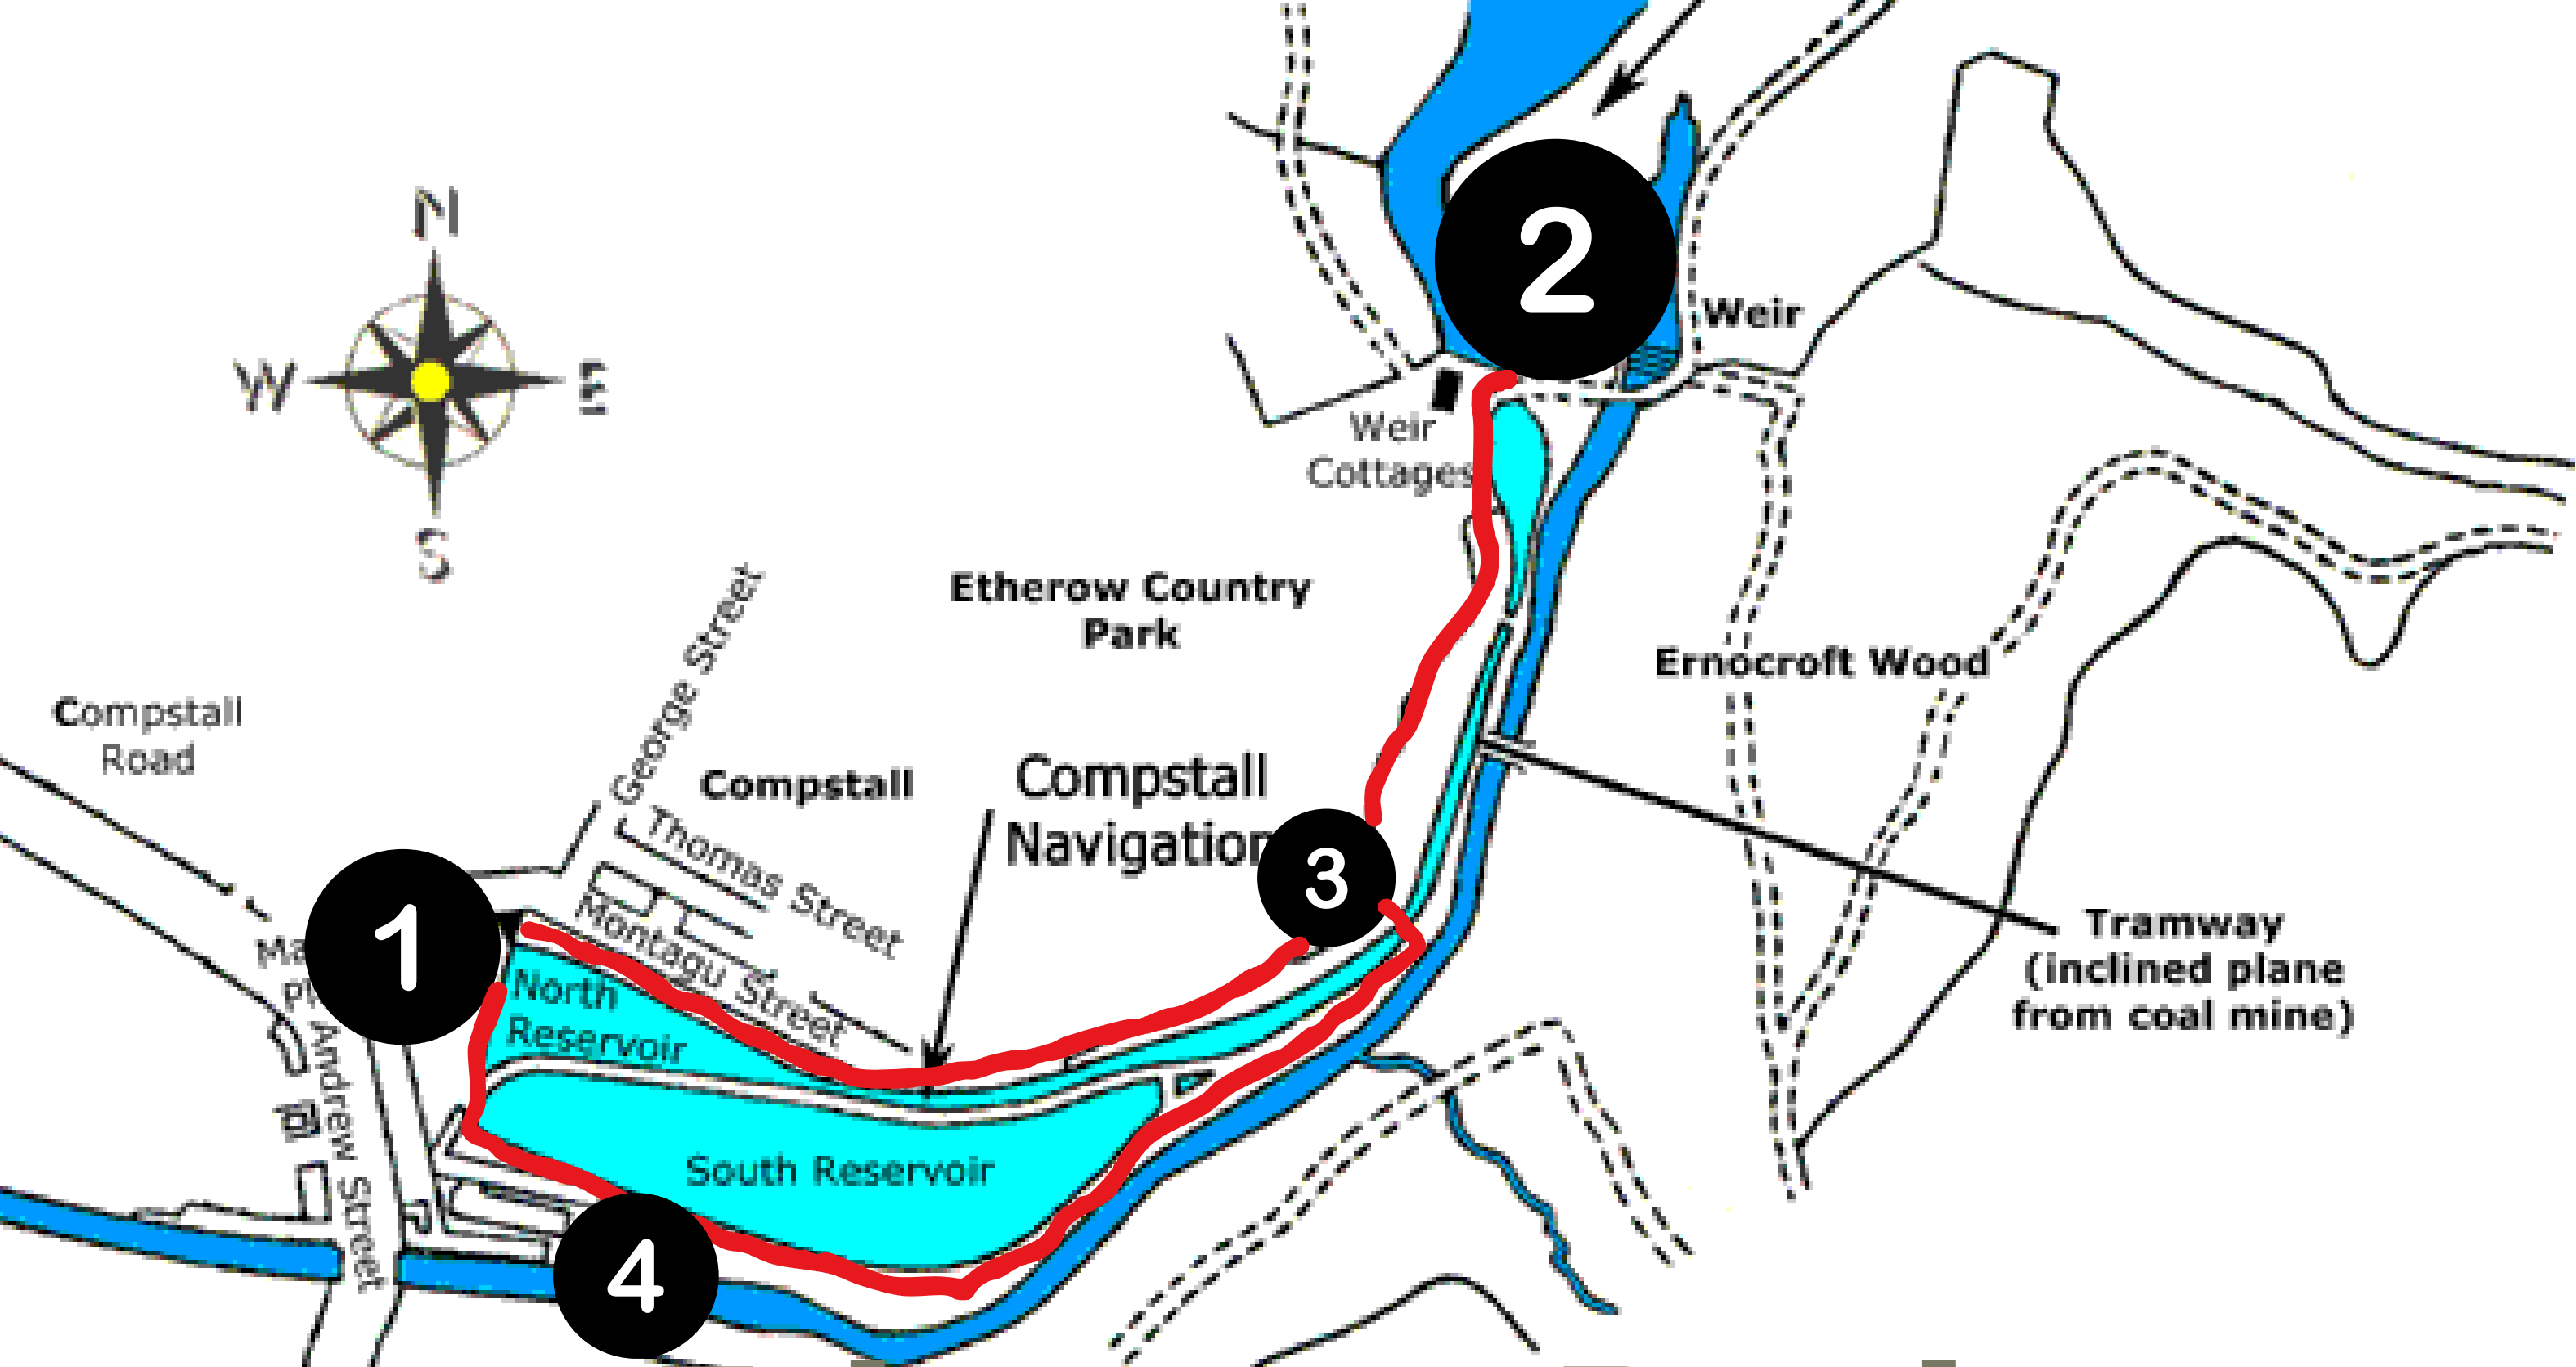 N
W
E
S
2
Weir
Weir
Cottages
Etherow Country
Park
Ernocroft Wood
Compstall
Road
George Street
Compstall
Compstall
Navigation
Thomas Street
Montagu Street
3
1
North
Reservoir
Tramway
(inclined plane
from coal mine)
Andrew Street
South Reservoir
4